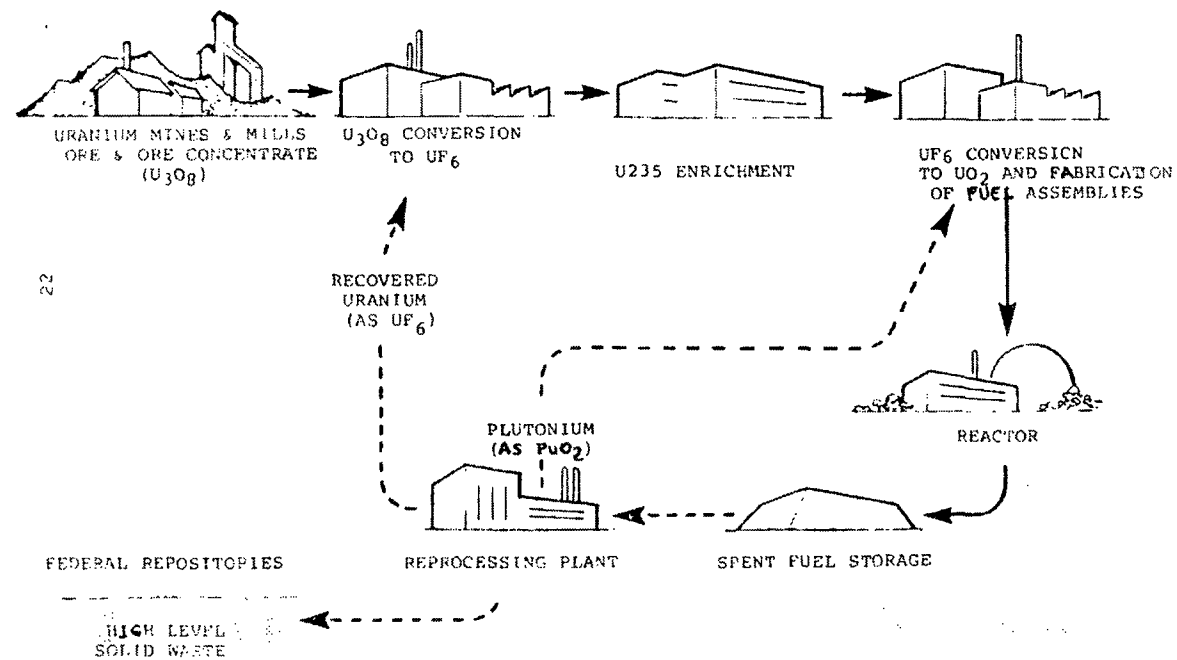 URANIUM MINES & MILLS
ORE & ORE CONCENTRATE
(U3O8)
U3O8 CONVERSION
TO UF6
U235 ENRICHMENT
UF6 CONVERSION
TO UO2 AND FABRICATION
OF FUEL ASSEMBLIES
22
RECOVERED
URANIUM
(AS UF6)
PLUTONIUM
(AS PuO2)
REACTOR
FEDERAL REPOSITORIES
REPROCESSING PLANT
SPENT FUEL STORAGE
HIGH LEVEL
SOLID WASTE